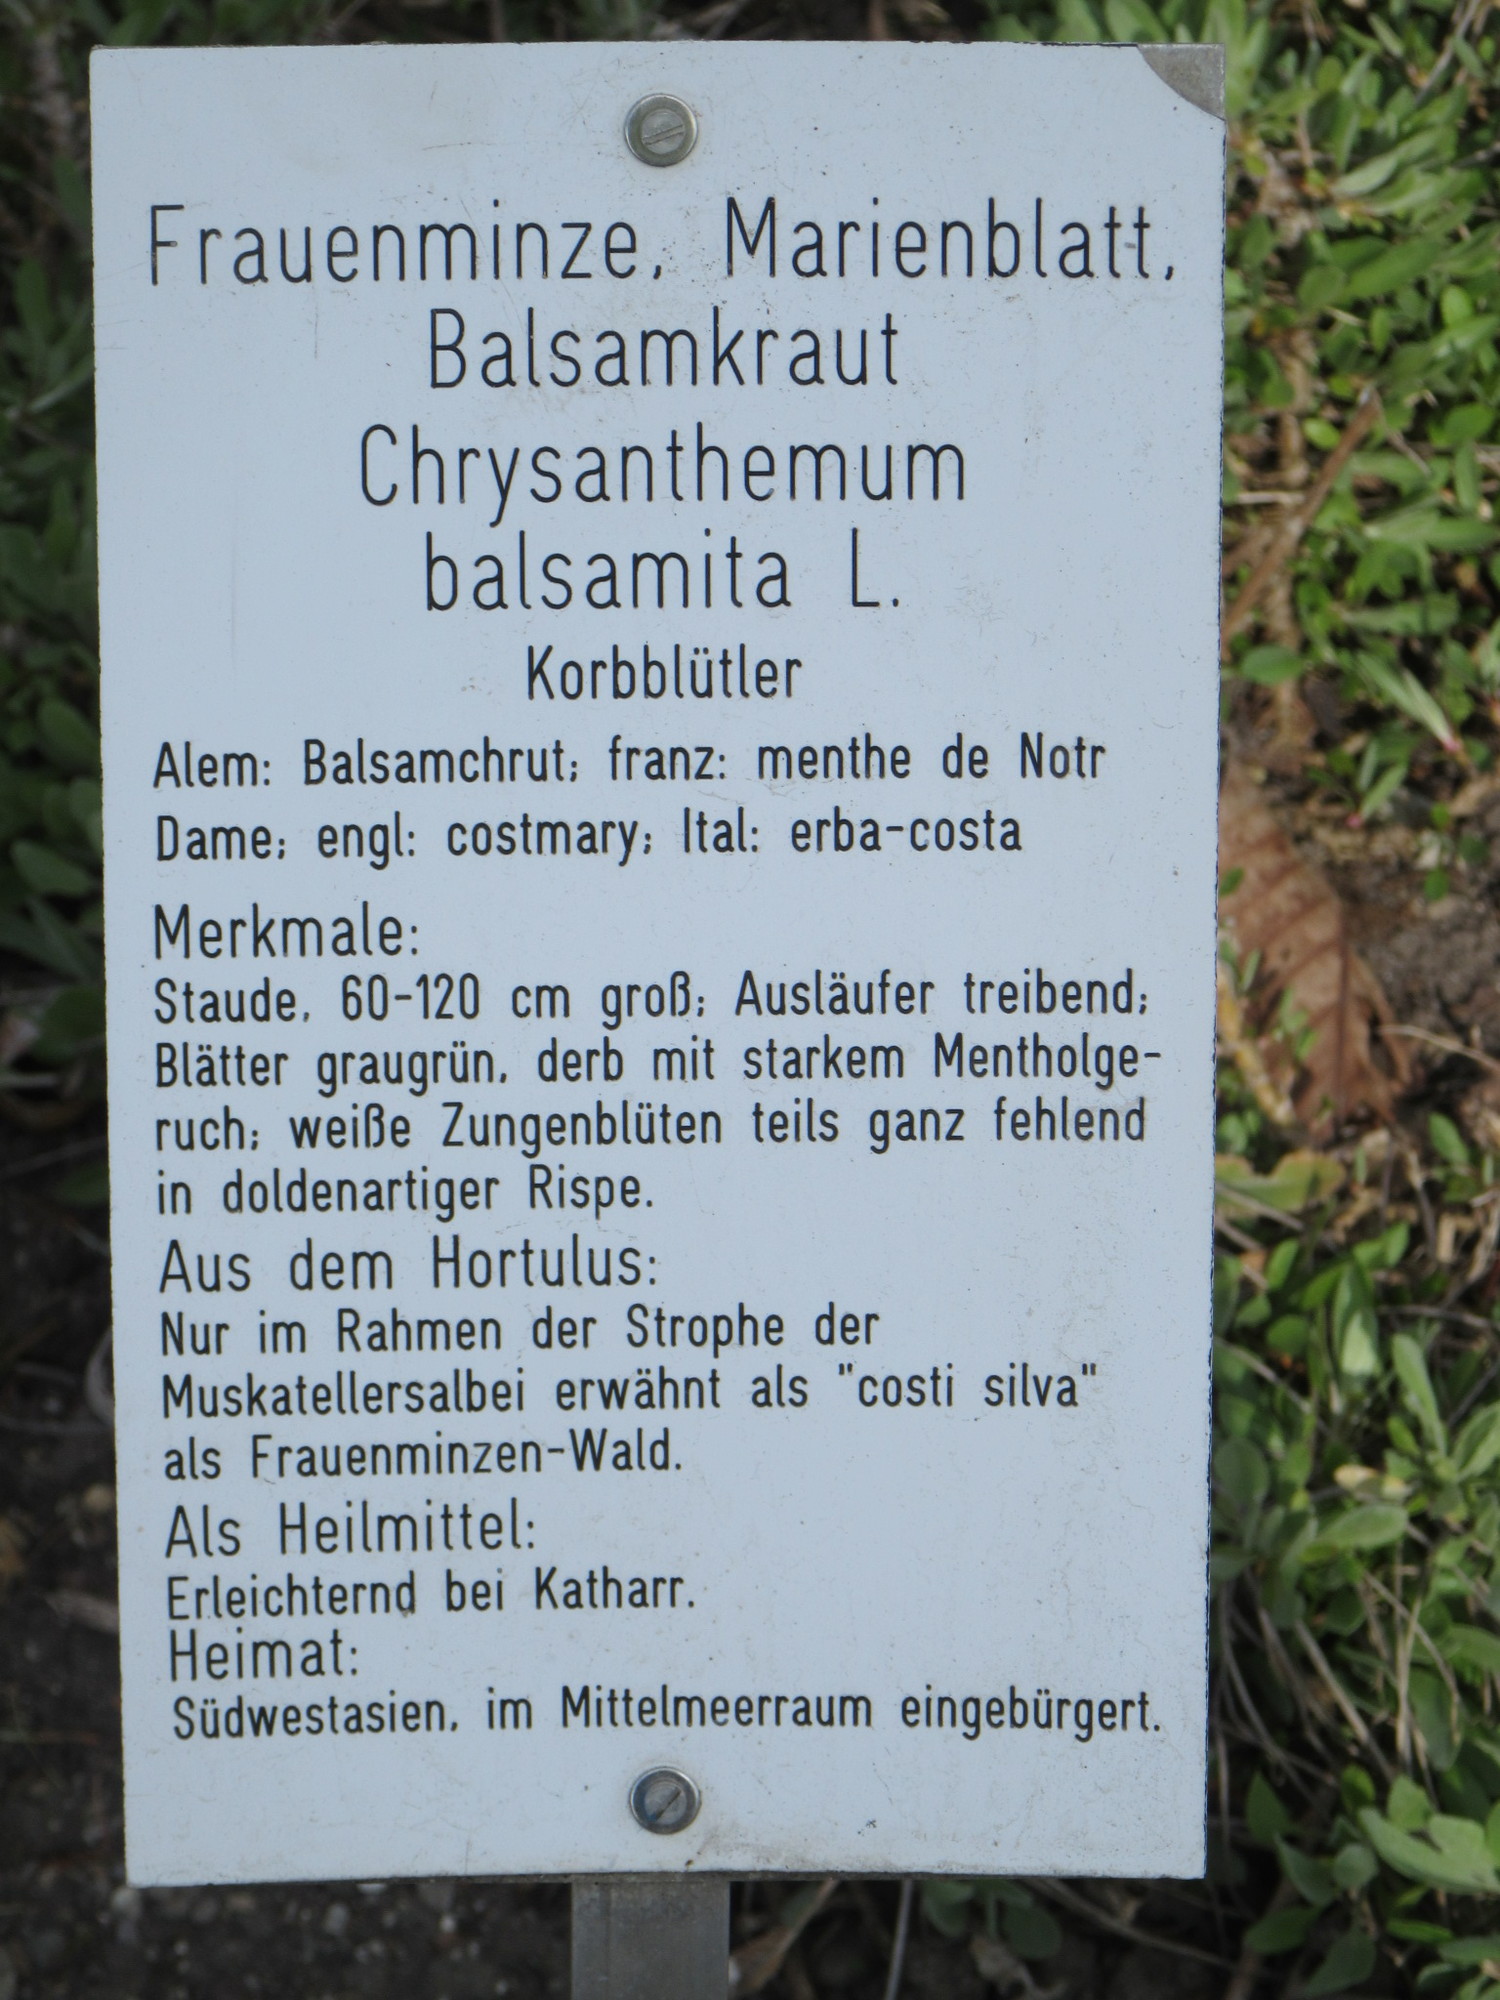 Frauenminze, Marienblatt,
Balsamkraut
Chrysanthemum
balsamita L.
Korbblütler
Alem: Balsamchrut; franz: menthe de Notr
Dame; engl: costmary; Ital: erba-costa
Merkmale:
Staude, 60-120 cm groß; Ausläufer treibend;
Blätter graugrün, derb mit starkem Mentholge-
ruch; weiße Zungenblüten teils ganz fehlend
in doldenartiger Rispe.
Aus dem Hortulus:
Nur im Rahmen der Strophe der
Muskatellersalbei erwähnt als "costi silva"
als Frauenminzen-Wald.
Als Heilmittel:
Erleichternd bei Katharr.
Heimat:
Südwestasien, im Mittelmeerraum eingebürgert.